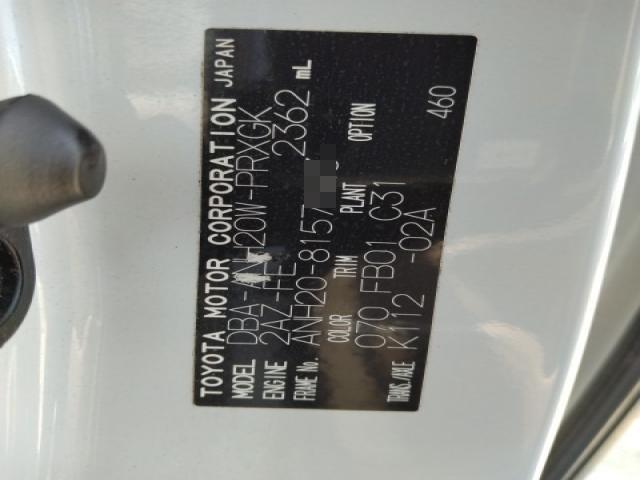 TOYOTA MOTOR CORPORATION JAPAN
MODEL DBA-ANH20W-PRXGK
ENGINE 2AZ-FE 2362 mL
FRAME No. ANH20-8157
COLOR TRIM PLANT OPTION
070 FB01 C31
TRANS./AXLE K112 -02A 460